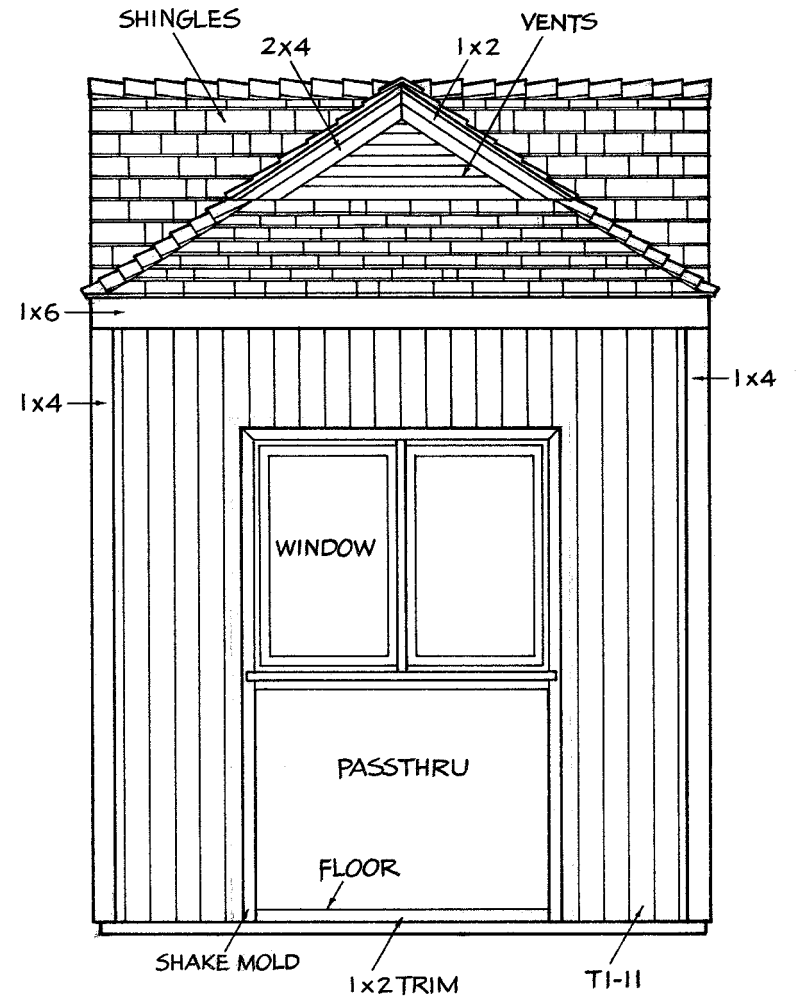 SHINGLES
2x4
1x2
VENTS
1x6
1x4
1x4
WINDOW
PASSTHRU
FLOOR
SHAKE MOLD
1x2 TRIM
T1-11